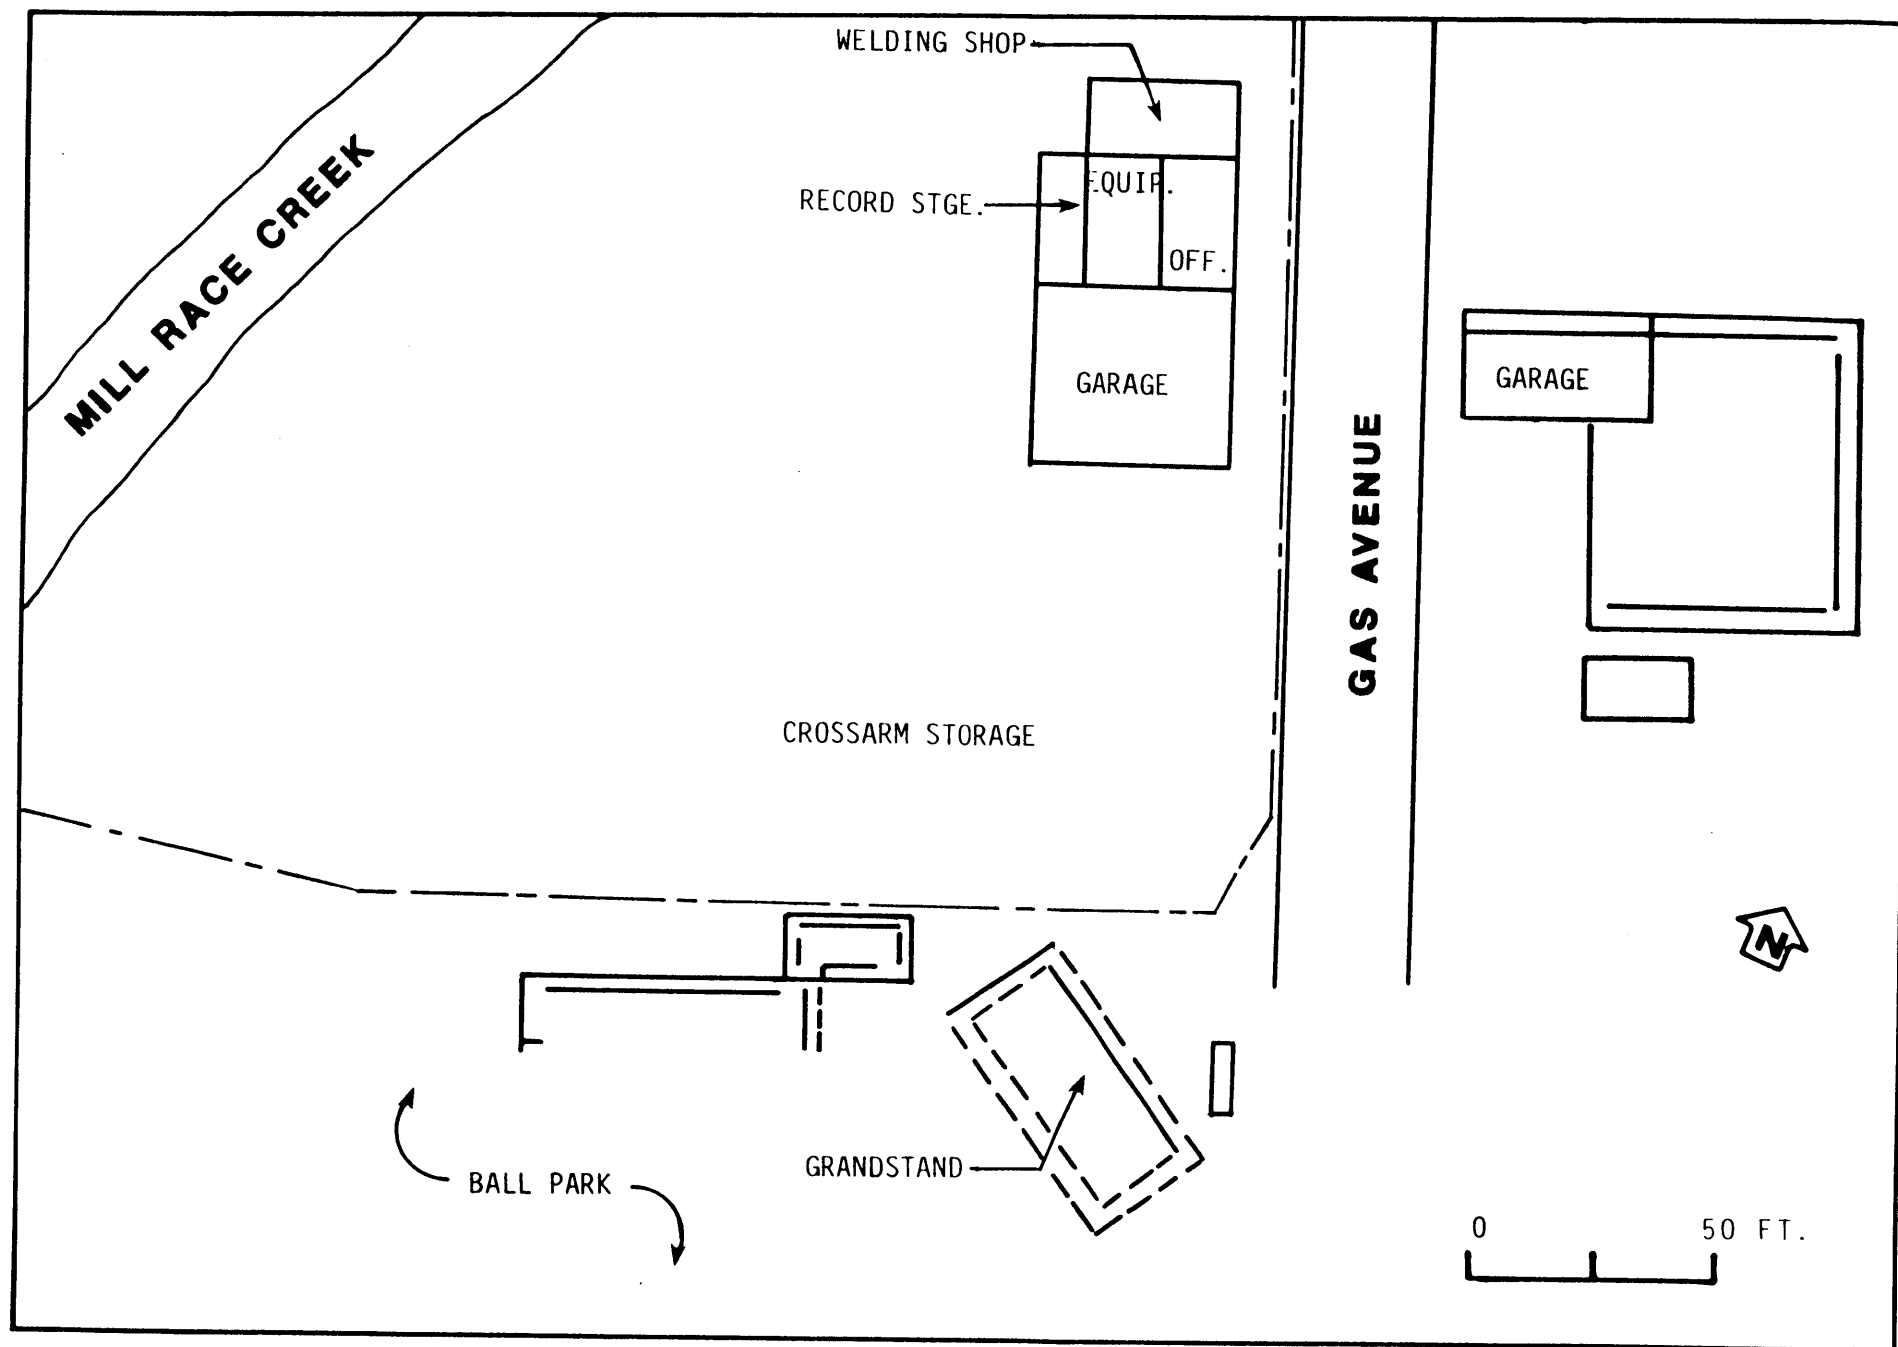 WELDING SHOP
MILL RACE CREEK
EQUIP.
RECORD STGE.
OFF.
GARAGE
GARAGE
GAS AVENUE
CROSSARM STORAGE
N
GRANDSTAND
BALL PARK
0 50 FT.